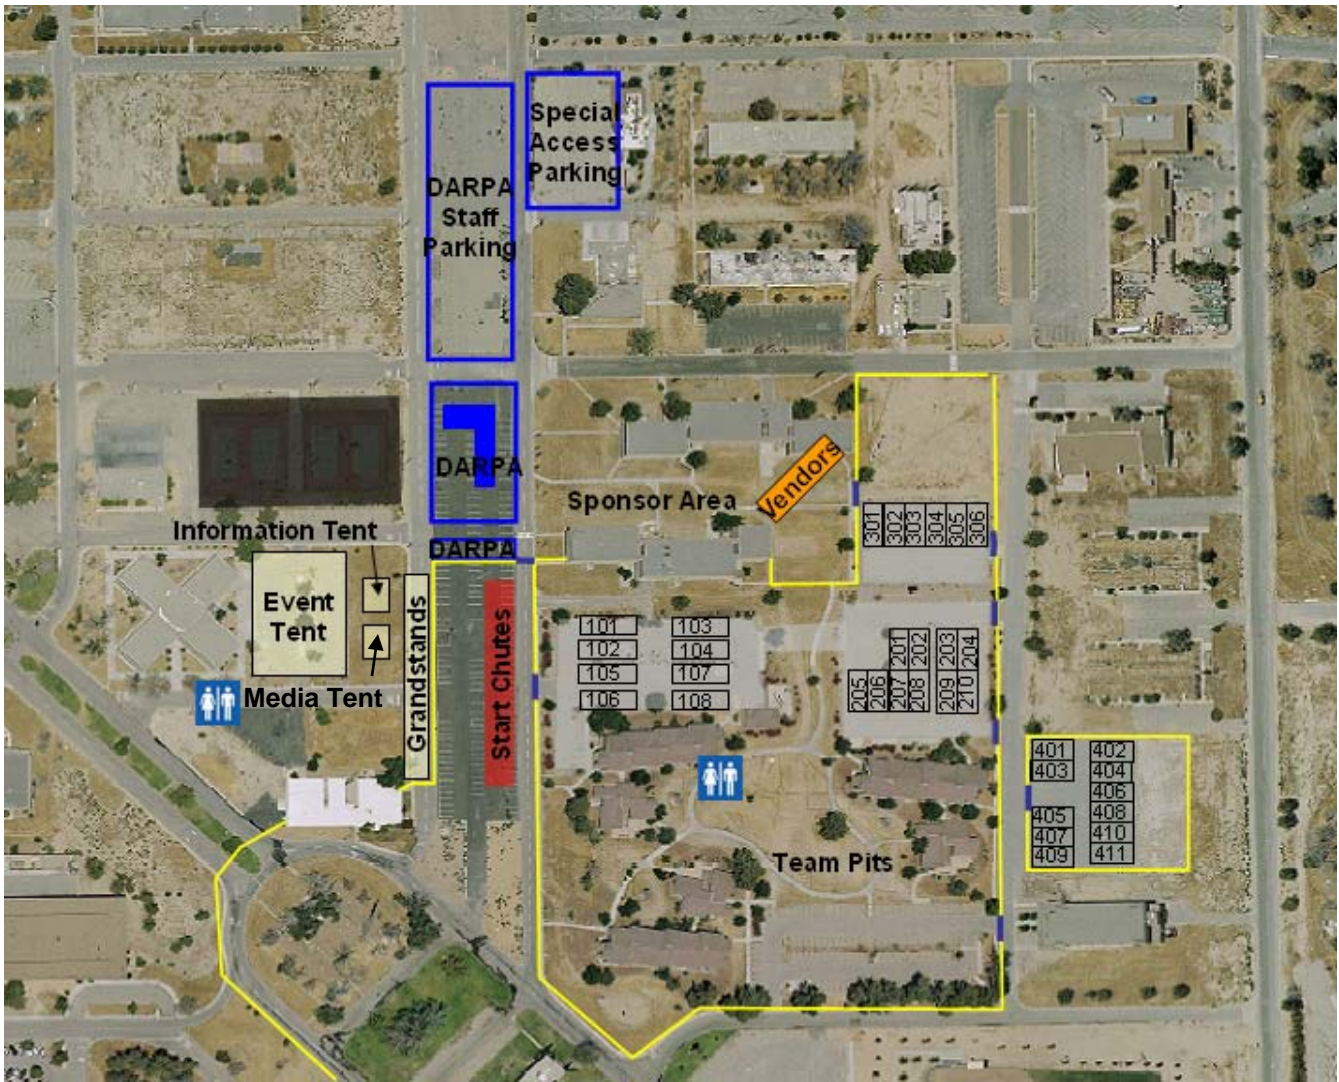 Special
Access
Parking
DARPA
Staff
Parking
DARPA
Sponsor Area
Vendors
301
302
303
304
305
306
Information Tent
DARPA
Event
Tent
Media Tent
Grandstands
Start Chutes
101
103
102
104
105
107
106
108
201
202
203
204
205
206
207
208
209
210
401
402
403
404
406
405
408
407
410
409
411
Team Pits